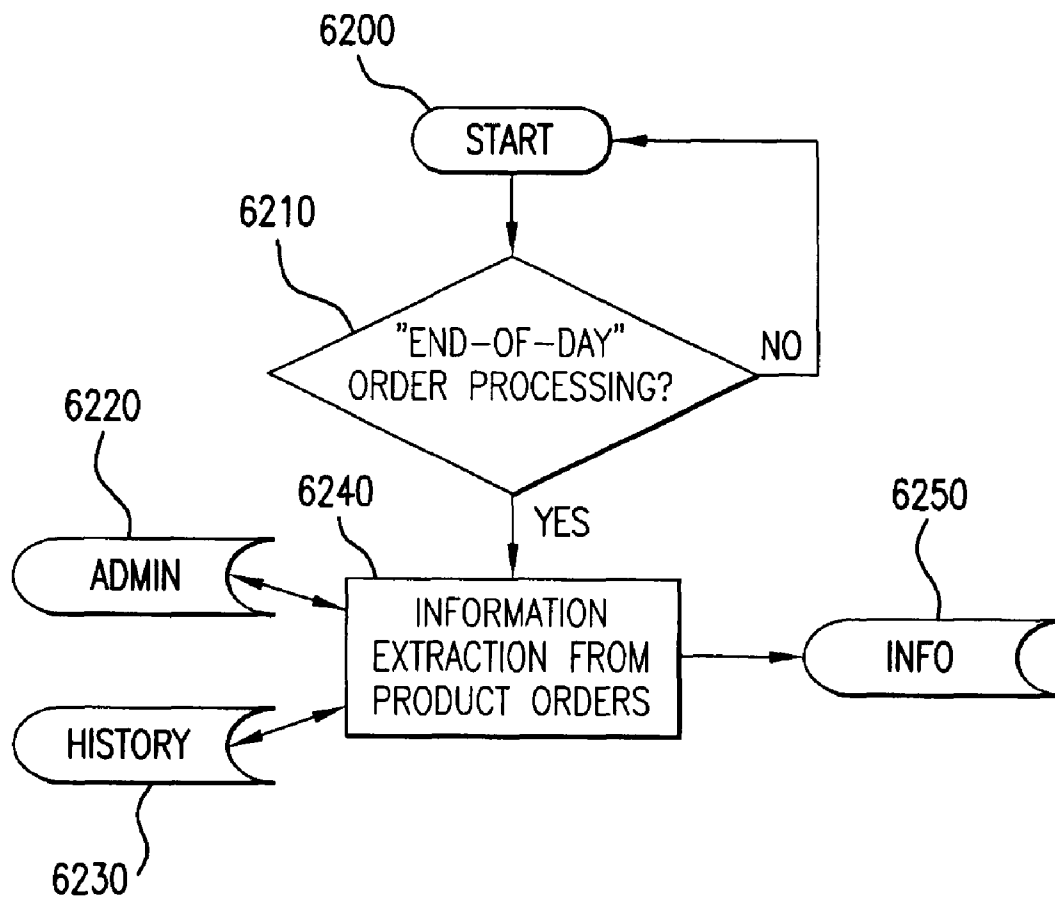 6200
START
6210
"END-OF-DAY"
ORDER PROCESSING?
NO
6220
6240
YES
6250
ADMIN
INFORMATION
EXTRACTION FROM
PRODUCT ORDERS
INFO
HISTORY
6230